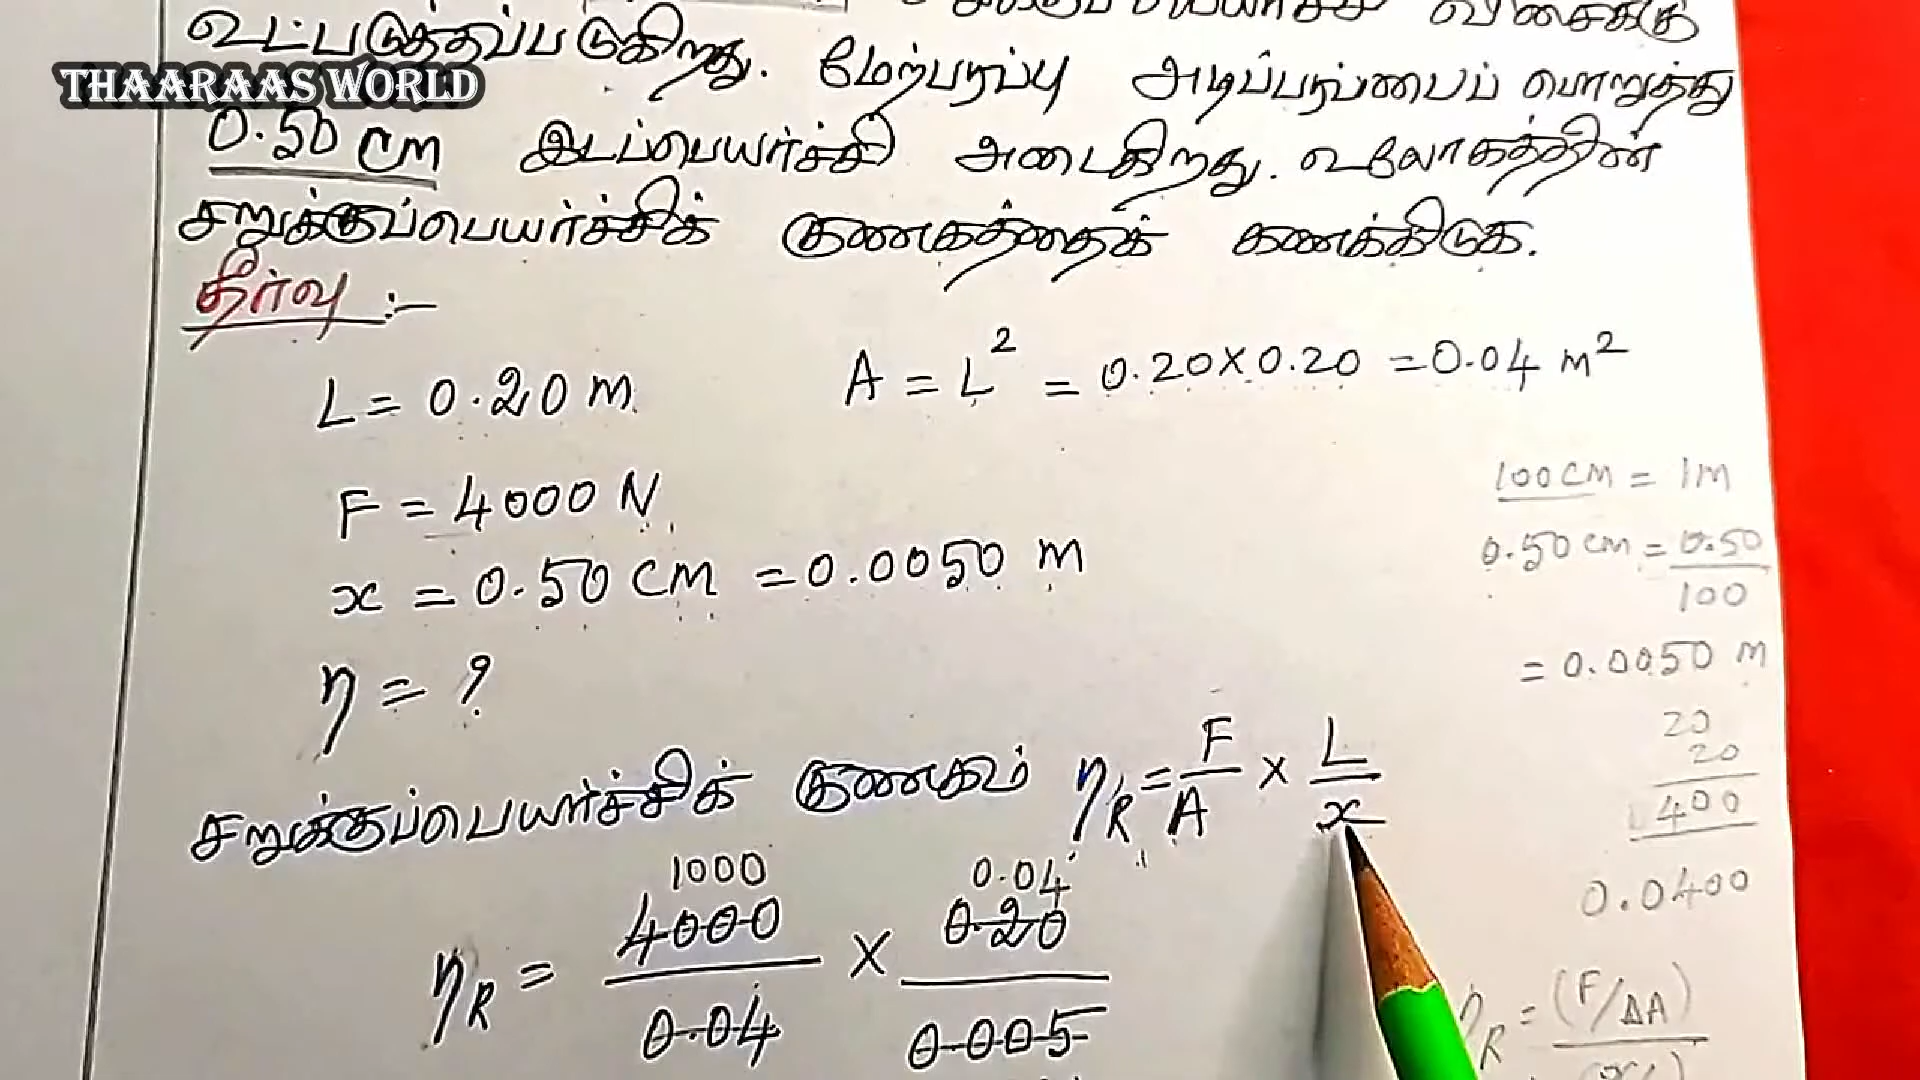 உட்படுத்தப்படுகிறது. மேற்பரப்பு அடிப்பரப்பைப் பொறுத்து
THAARAAS WORLD
0.50 cm இடப்பெயர்ச்சி அடைகிறது. உலோகத்தின்
சறுக்குப்பெயர்ச்சிக் குணகத்தைக் கணக்கிடுக.
தீர்வு :-
L = 0.20 m
A = L² = 0.20 X 0.20 = 0.04 m²
F = 4000 N
x = 0.50 cm = 0.0050 m
η = ?
100 cm = 1m
0.50 cm = 0.50
100
= 0.0050 m
20
20
400
0.0400
சறுக்குப்பெயர்ச்சிக் குணகம் ηR = F/A × L/x
1000 0.04
ηR = 4000/0.04 × 0.20/0.005
ηR = (F/ΔA)